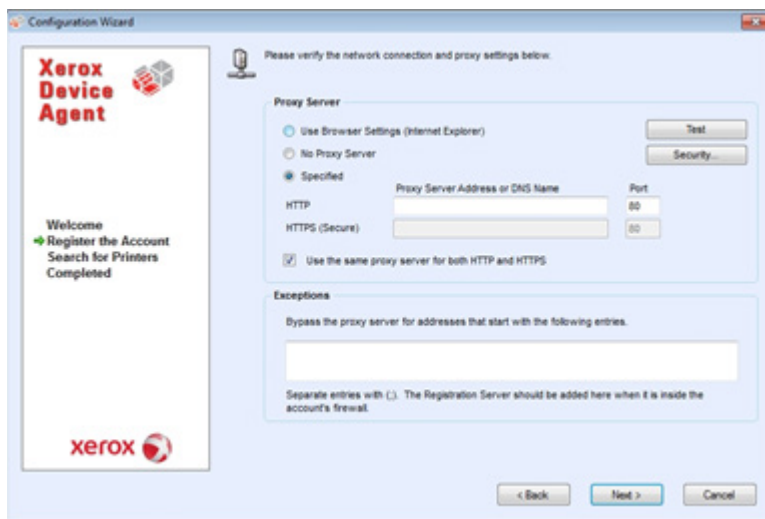 Configuration Wizard
Xerox
Device
Agent
Welcome
Register the Account
Search for Printers
Completed
xerox
Please verify the network connection and proxy settings below.
Proxy Server
Use Browser Settings (Internet Explorer)
Test
No Proxy Server
Security...
Specified
Proxy Server Address or DNS Name Port
HTTP 80
HTTPS (Secure) 80
Use the same proxy server for both HTTP and HTTPS
Exceptions
Bypass the proxy server for addresses that start with the following entries.
Separate entries with (;). The Registration Server should be added here when it is inside the
account's firewall.
< Back Next > Cancel